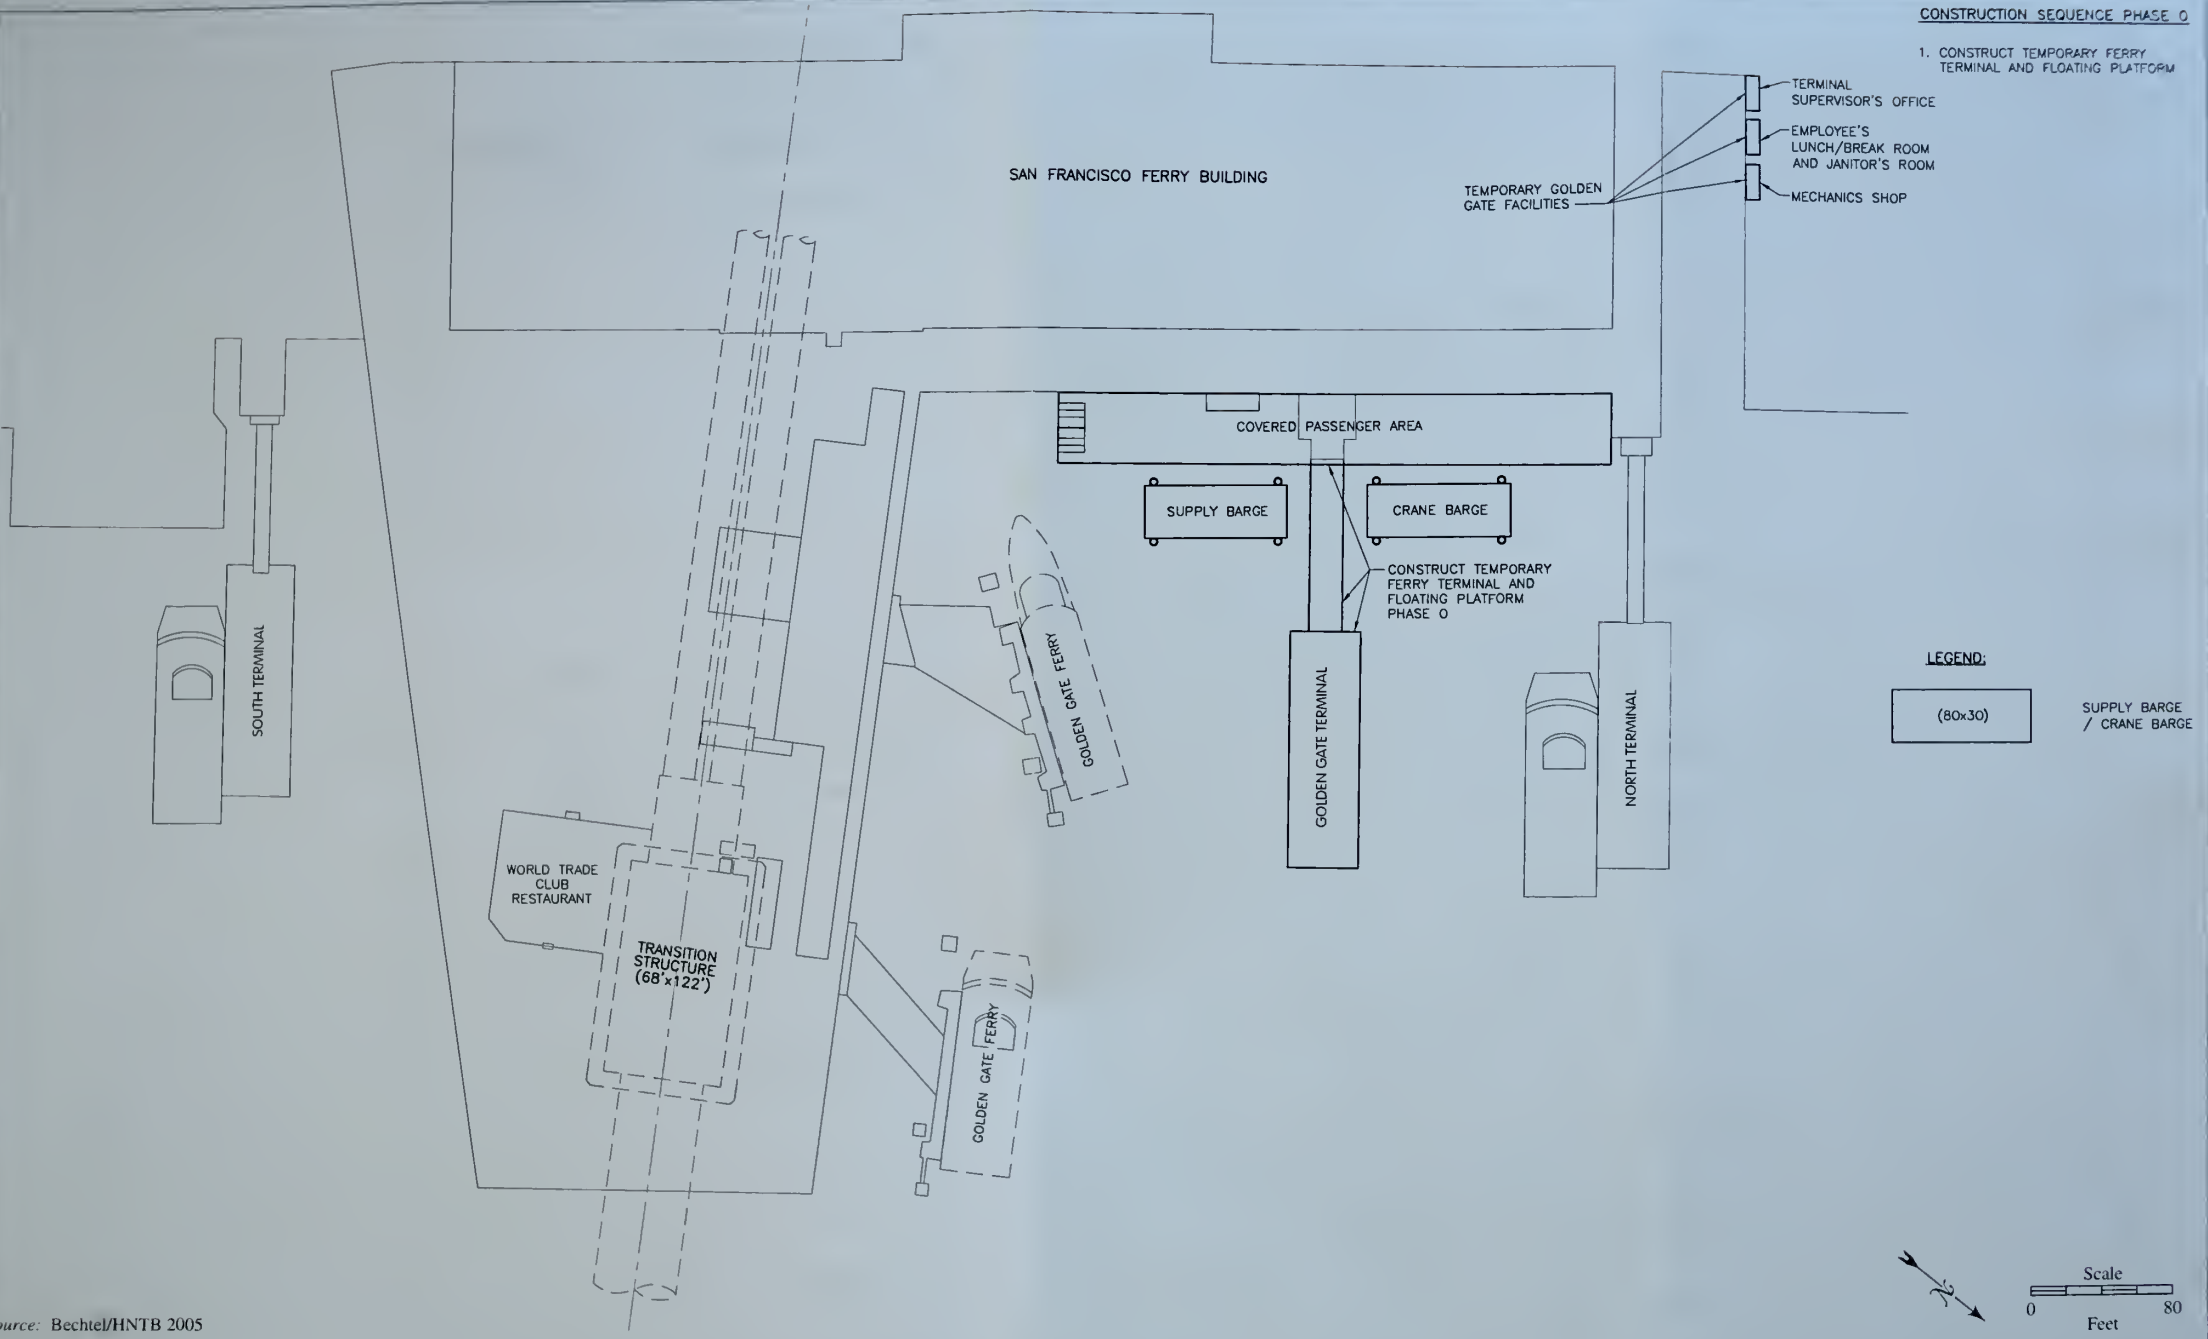 CONSTRUCTION SEQUENCE PHASE 0
1. CONSTRUCT TEMPORARY FERRY
TERMINAL AND FLOATING PLATFORM
TERMINAL
SUPERVISOR'S OFFICE
EMPLOYEE'S
LUNCH/BREAK ROOM
AND JANITOR'S ROOM
MECHANICS SHOP
TEMPORARY GOLDEN
GATE FACILITIES
SAN FRANCISCO FERRY BUILDING
COVERED PASSENGER AREA
SUPPLY BARGE
CRANE BARGE
CONSTRUCT TEMPORARY
FERRY TERMINAL AND
FLOATING PLATFORM
PHASE 0
SOUTH TERMINAL
GOLDEN GATE FERRY
GOLDEN GATE TERMINAL
NORTH TERMINAL
LEGEND:
(80x30)
SUPPLY BARGE
/ CRANE BARGE
WORLD TRADE
CLUB
RESTAURANT
TRANSITION
STRUCTURE
(68'x122')
GOLDEN GATE FERRY
N
Scale
0 80
Feet
Bechtel/HNTB 2005